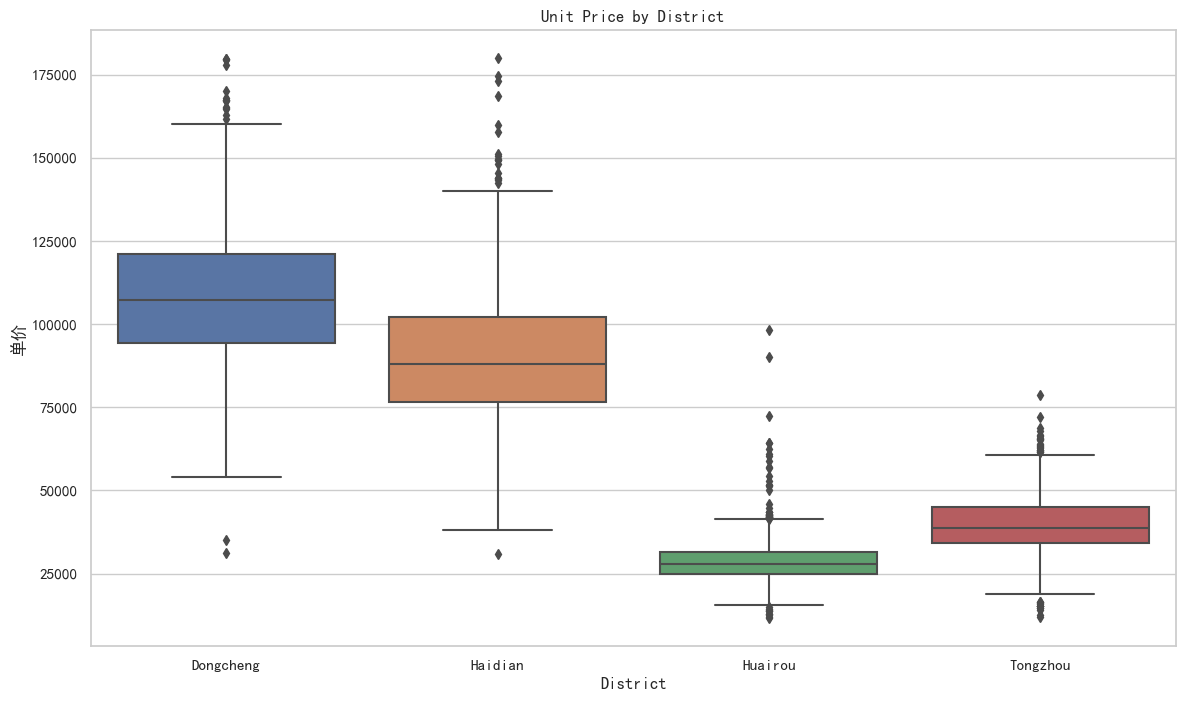 Unit Price by District
175000
150000
125000
100000
75000
50000
25000
单价
Dongcheng
Haidian
Huairou
Tongzhou
District